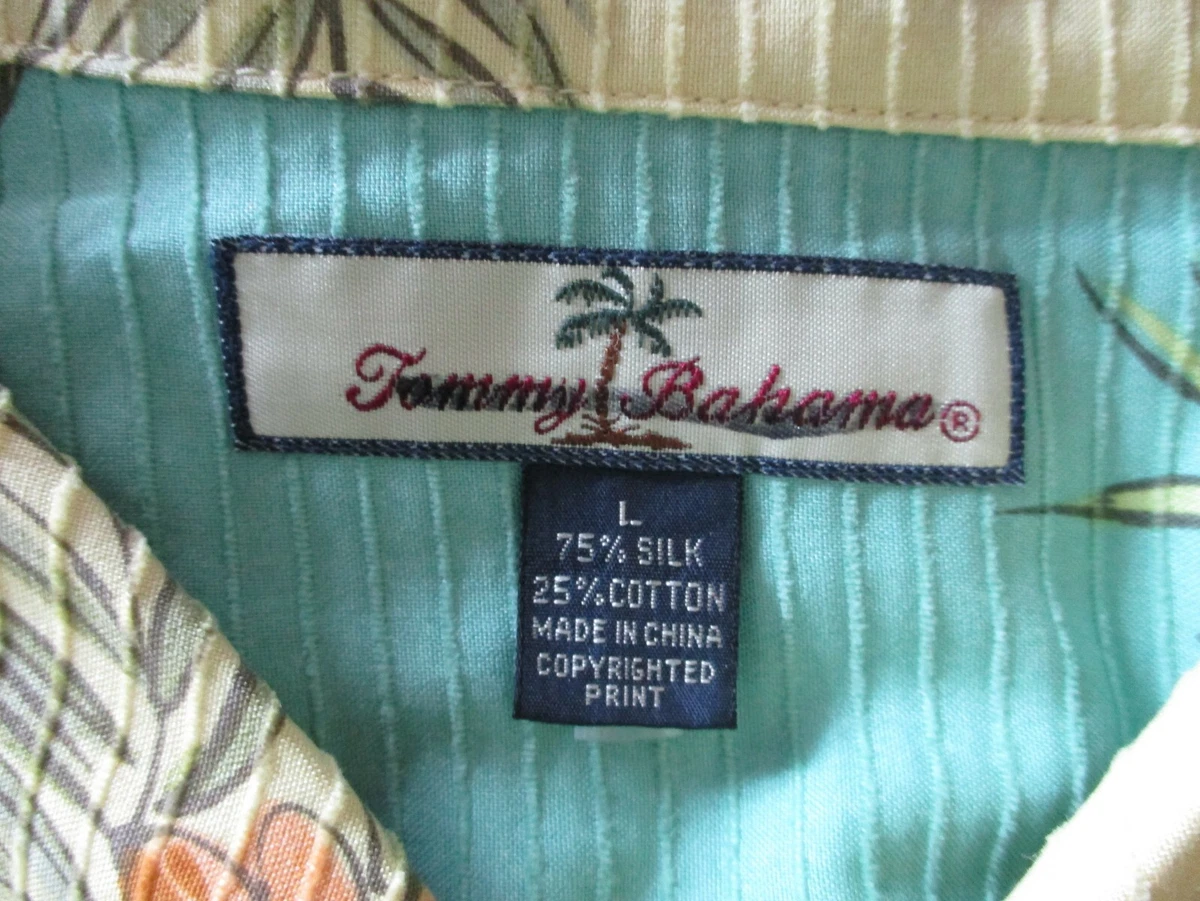 Tommy Bahama®
L
75% SILK
25% COTTON
MADE IN CHINA
COPYRIGHTED
PRINT